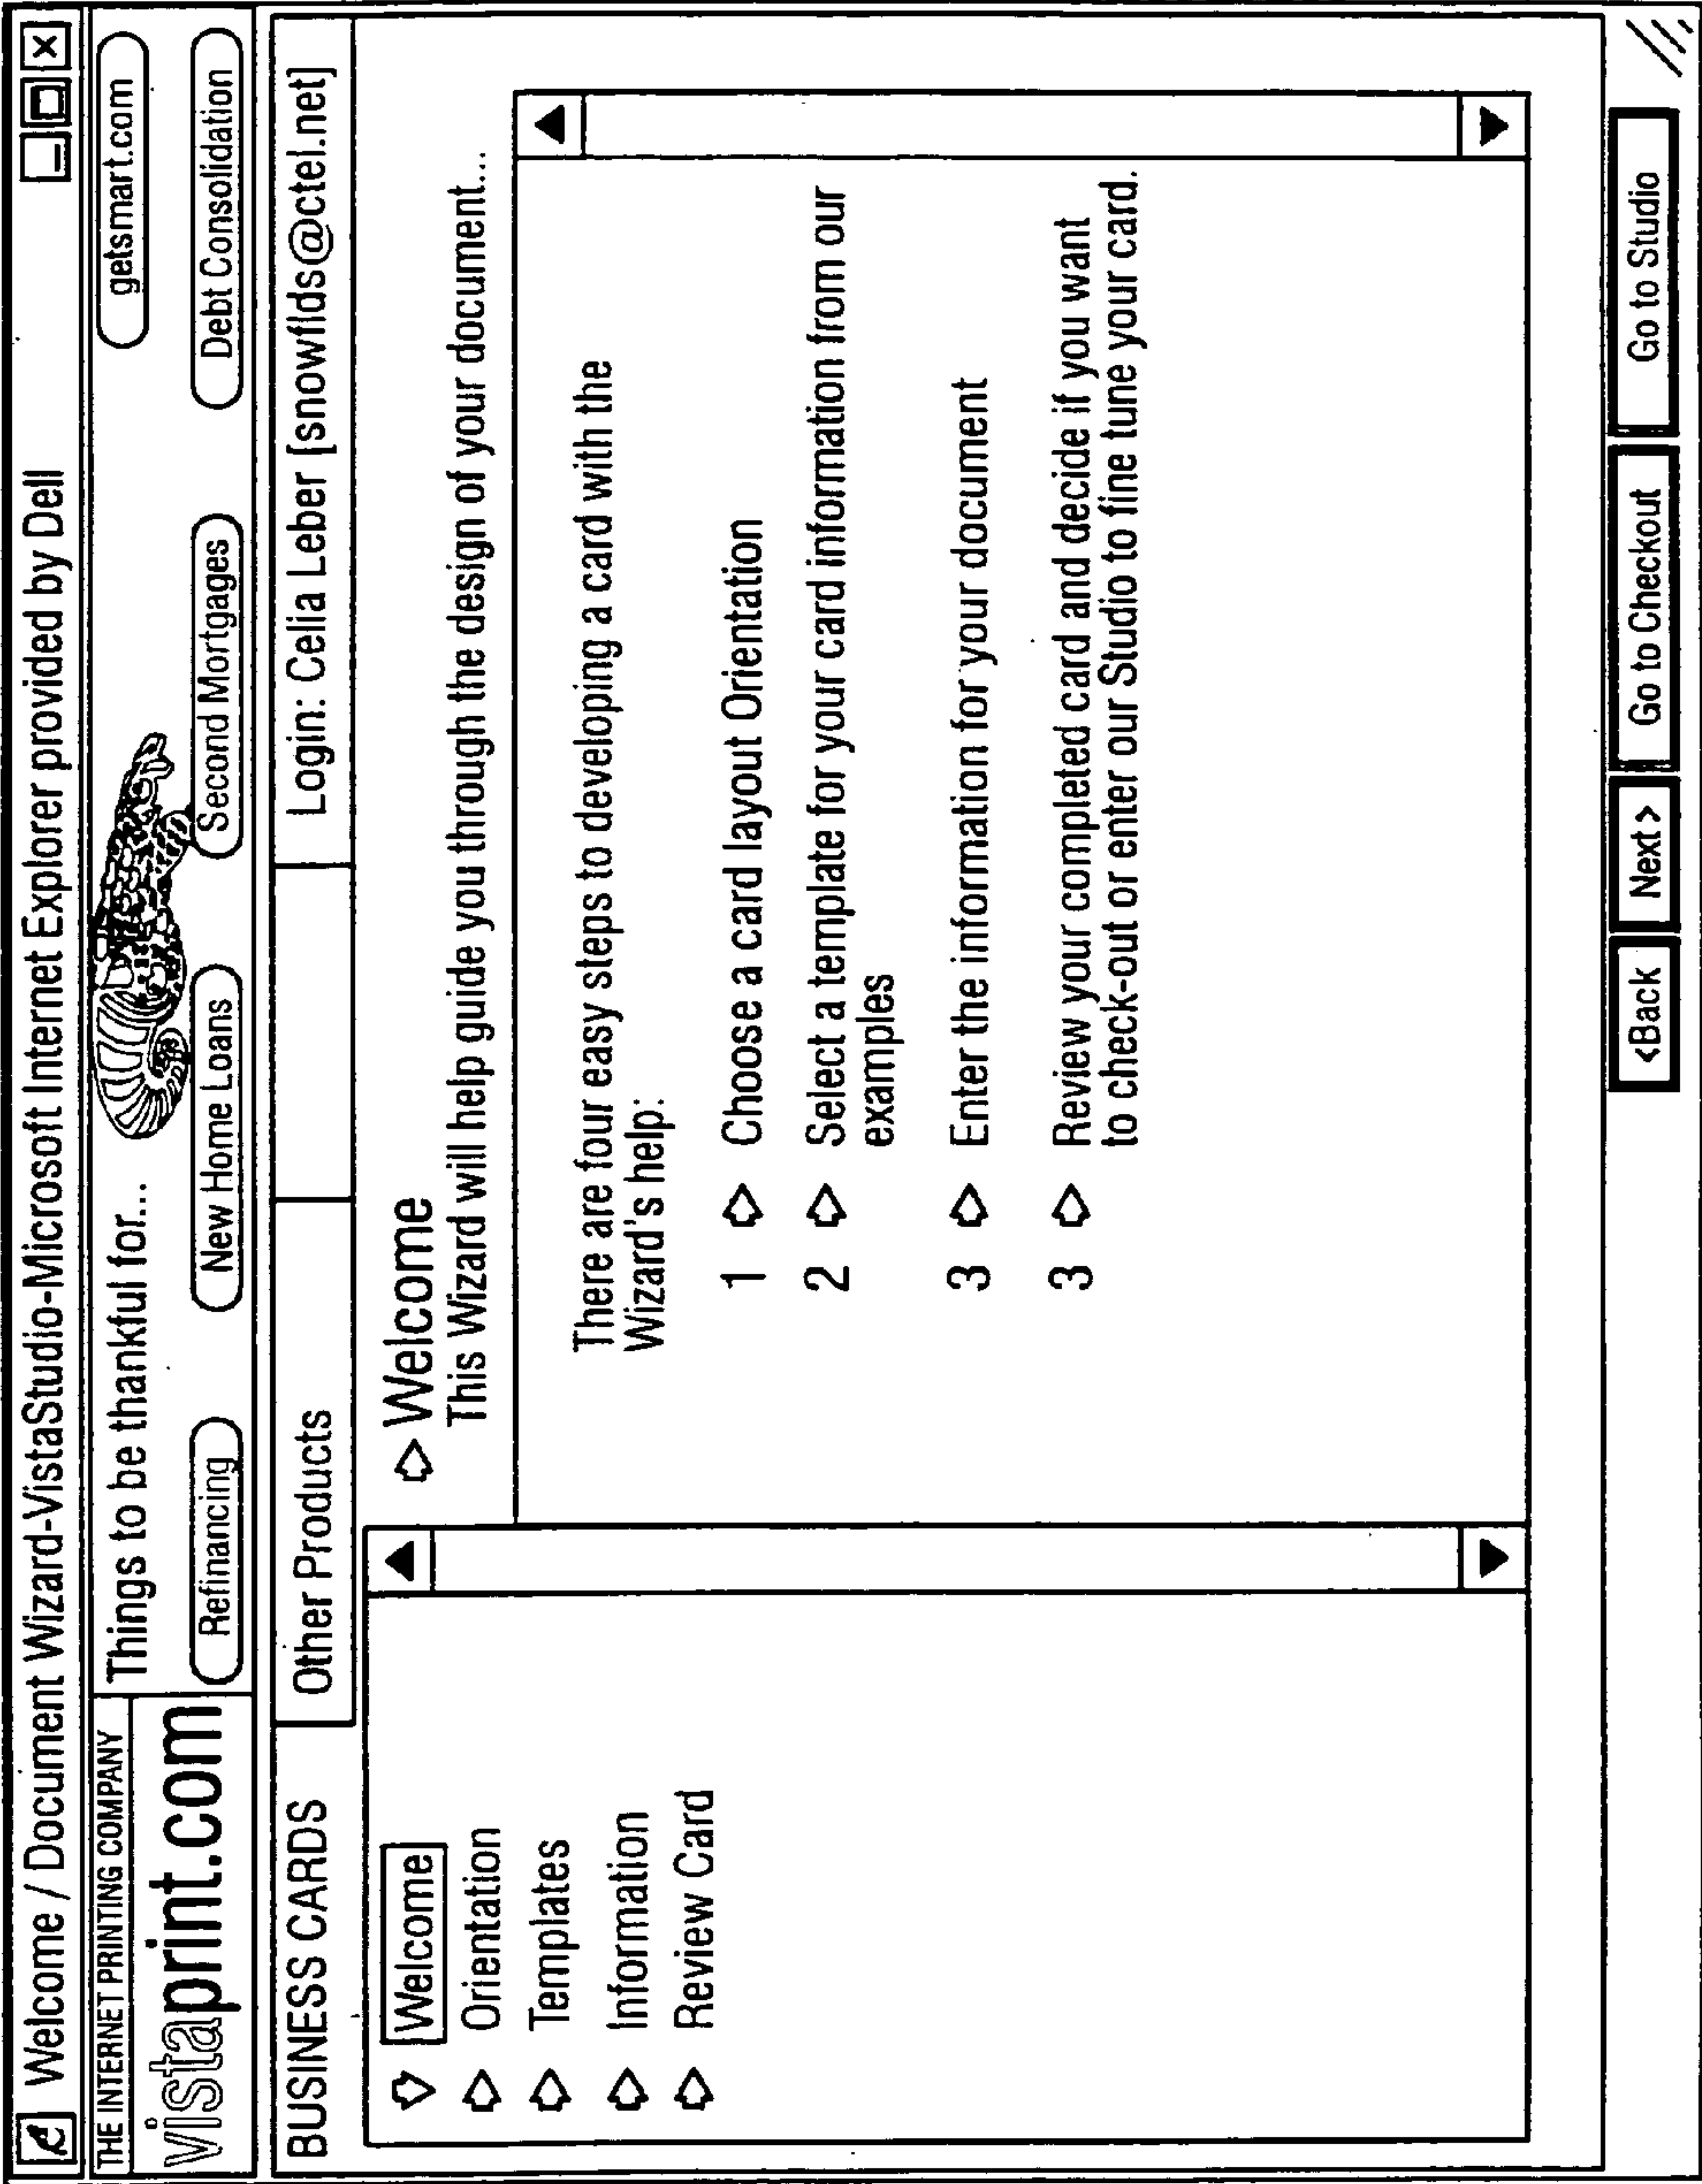 Welcome / Document Wizard-VistaStudio-Microsoft Internet Explorer provided by Dell
THE INTERNET PRINTING COMPANY
vistaprint.com
Things to be thankful for...
getsmart.com
Refinancing
New Home Loans
Second Mortgages
Debt Consolidation
BUSINESS CARDS
Other Products
Login: Celia Leber [snowflds@ctel.net]
Welcome
Orientation
Templates
Information
Review Card
Welcome
This Wizard will help guide you through the design of your document...
There are four easy steps to developing a card with the
Wizard's help:
1 Choose a card layout Orientation
2 Select a template for your card information from our
examples
3 Enter the information for your document
3 Review your completed card and decide if you want
to check-out or enter our Studio to fine tune your card.
<Back
Next>
Go to Checkout
Go to Studio